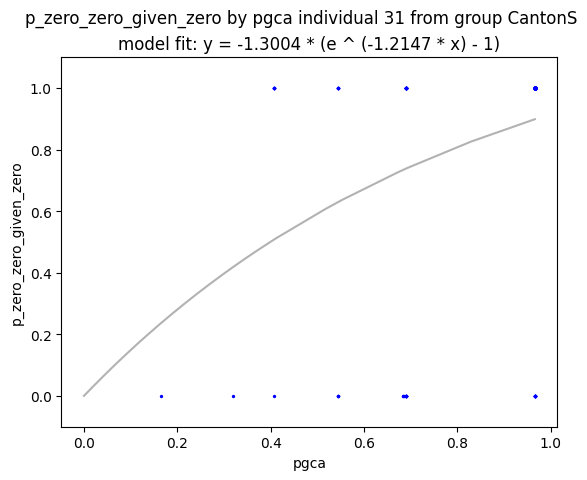 p_zero_zero_given_zero by pgca individual 31 from group CantonS
model fit: y = -1.3004 * (e ^ (-1.2147 * x) - 1)
1.0
0.8
0.6
0.4
0.2
0.0
p_zero_zero_given_zero
0.0 0.2 0.4 0.6 0.8 1.0
pgca